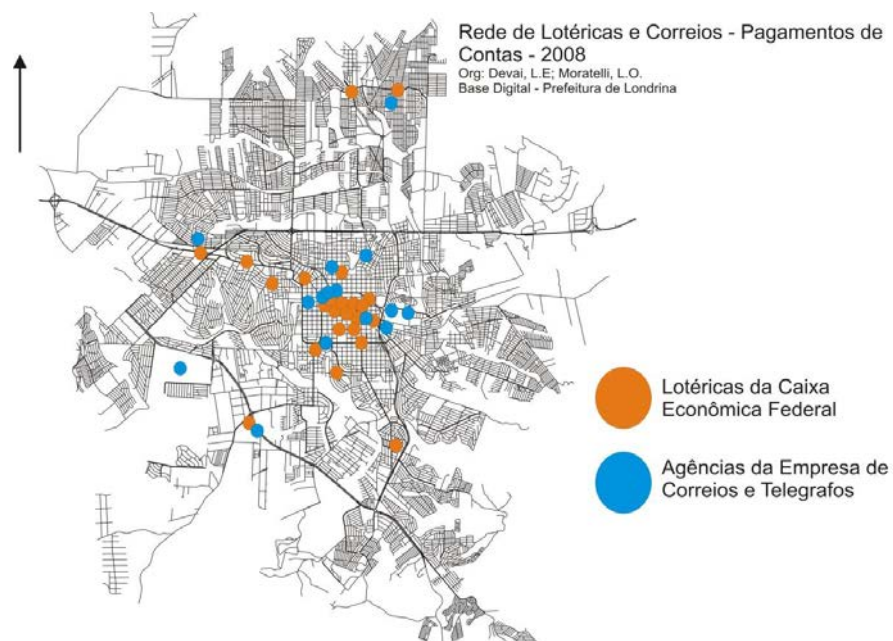 Rede de Lotéricas e Correios - Pagamentos de
Contas - 2008
Org: Devai, L.E; Moratelli, L.O.
Base Digital - Prefeitura de Londrina
Lotéricas da Caixa
Econômica Federal
Agências da Empresa de
Correios e Telegrafos